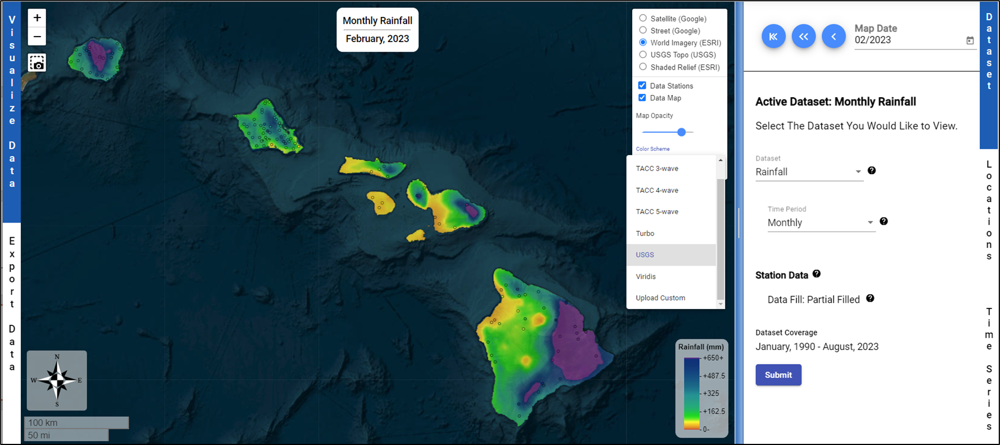 Visualize Data
Export Data
+
−
Monthly Rainfall
February, 2023
Satellite (Google)
Street (Google)
World Imagery (ESRI)
USGS Topo (USGS)
Shaded Relief (ESRI)
Data Stations
Data Map
Map Opacity
Color Scheme
TACC 3-wave
TACC 4-wave
TACC 5-wave
Turbo
USGS
Viridis
Upload Custom
N
W E
S
100 km
50 mi
Rainfall (mm)
+650+
+487.5
+325
+162.5
0-
Map Date
02/2023
Active Dataset: Monthly Rainfall
Select The Dataset You Would Like to View.
Dataset
Rainfall ?
Time Period
Monthly ?
Station Data ?
Data Fill: Partial Filled ?
Dataset Coverage
January, 1990 - August, 2023
Submit
Dataset
Locations
Time Series